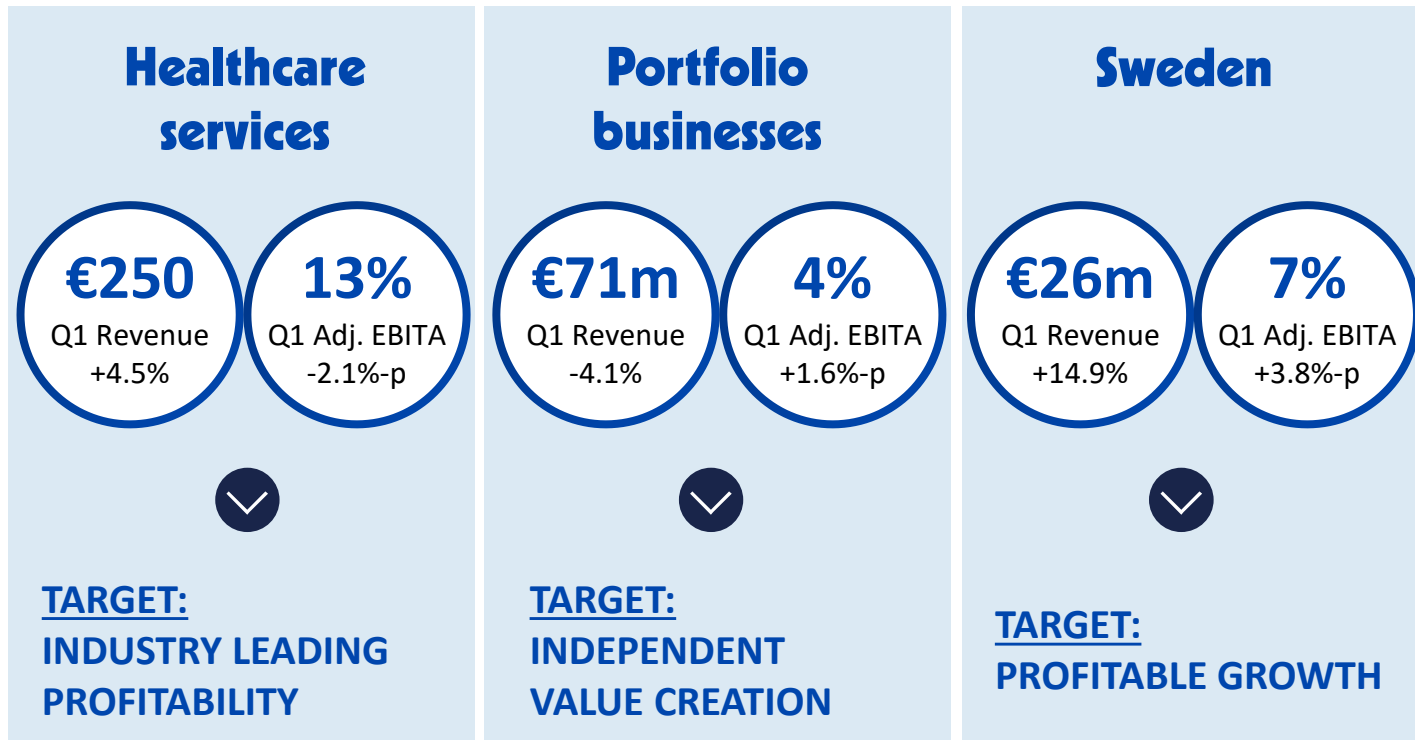 Healthcare
services
€250
Q1 Revenue
+4.5%
13%
Q1 Adj. EBITA
-2.1%-p
TARGET:
INDUSTRY LEADING
PROFITABILITY
Portfolio
businesses
€71m
Q1 Revenue
-4.1%
4%
Q1 Adj. EBITA
+1.6%-p
TARGET:
INDEPENDENT
VALUE CREATION
Sweden
€26m
Q1 Revenue
+14.9%
7%
Q1 Adj. EBITA
+3.8%-p
TARGET:
PROFITABLE GROWTH